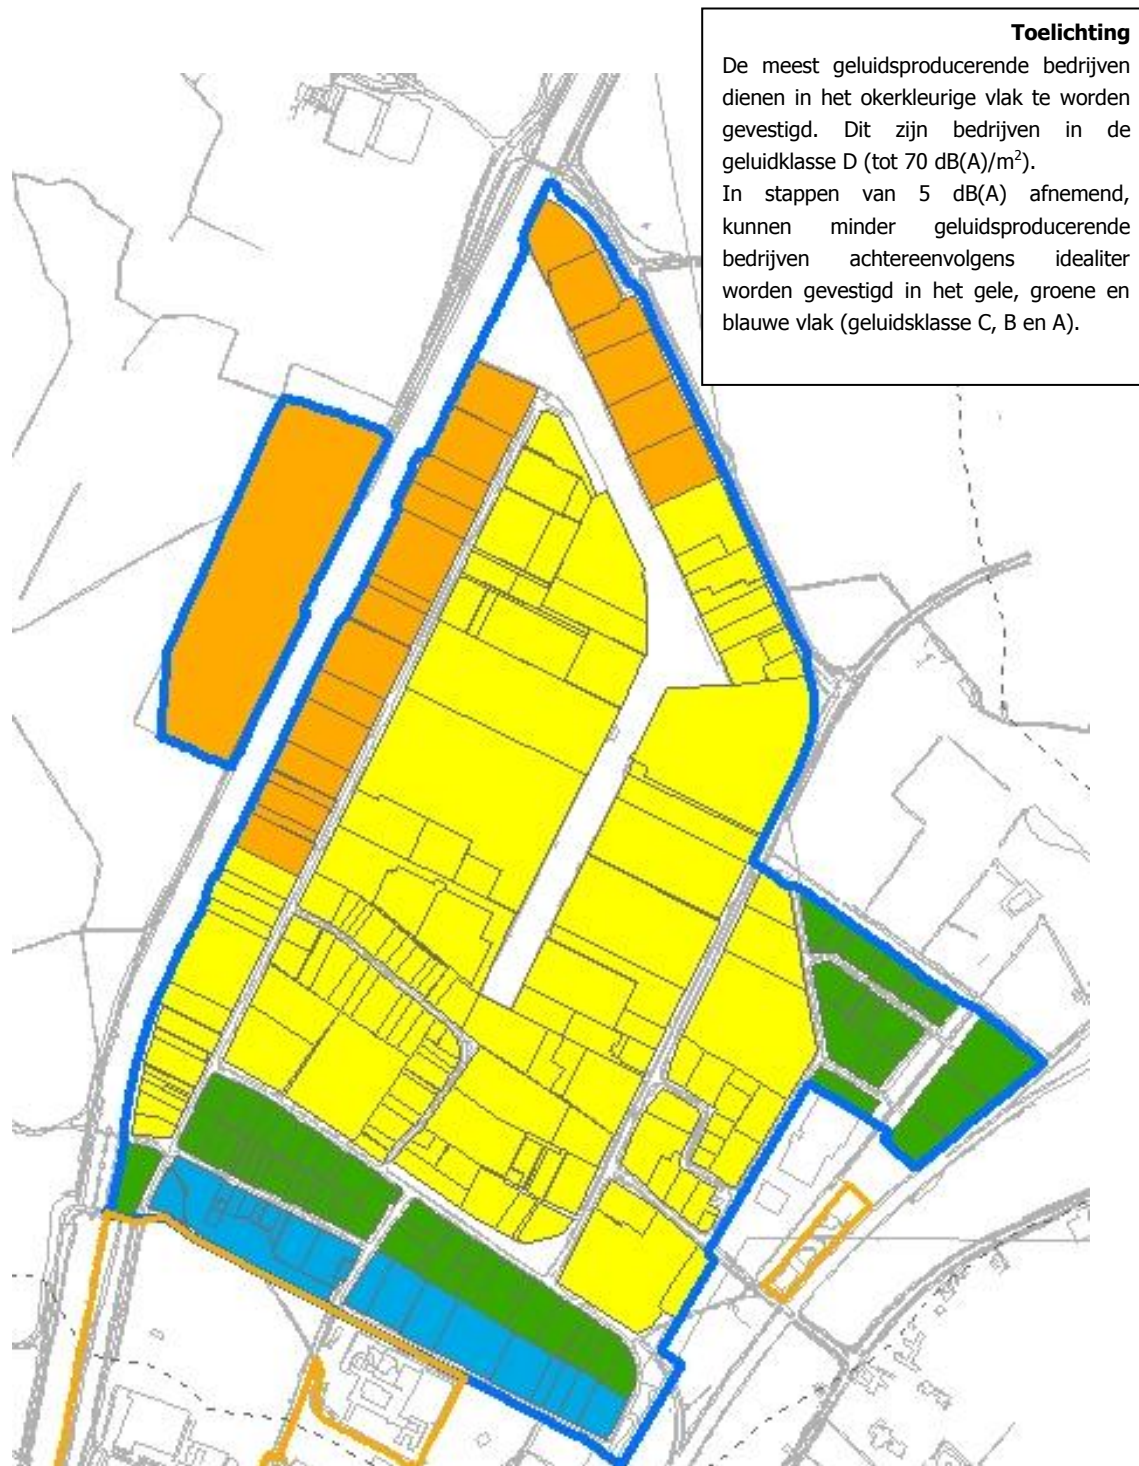 Toelichting
De meest geluidsproducerende bedrijven
dienen in het okerkleurige vlak te worden
gevestigd. Dit zijn bedrijven in de
geluidklasse D (tot 70 dB(A)/m²).
In stappen van 5 dB(A) afnemend,
kunnen minder geluidsproducerende
bedrijven achtereenvolgens idealiter
worden gevestigd in het gele, groene en
blauwe vlak (geluidsklasse C, B en A).